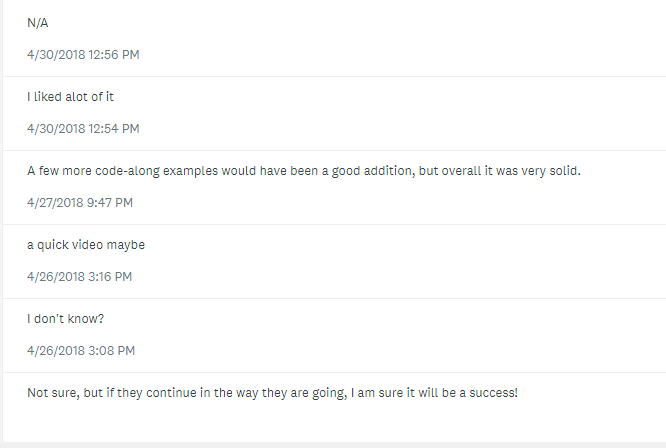 N/A
4/30/2018 12:56 PM
I liked alot of it
4/30/2018 12:54 PM
A few more code-along examples would have been a good addition, but overall it was very solid.
4/27/2018 9:47 PM
a quick video maybe
4/26/2018 3:16 PM
I don't know?
4/26/2018 3:08 PM
Not sure, but if they continue in the way they are going, I am sure it will be a success!